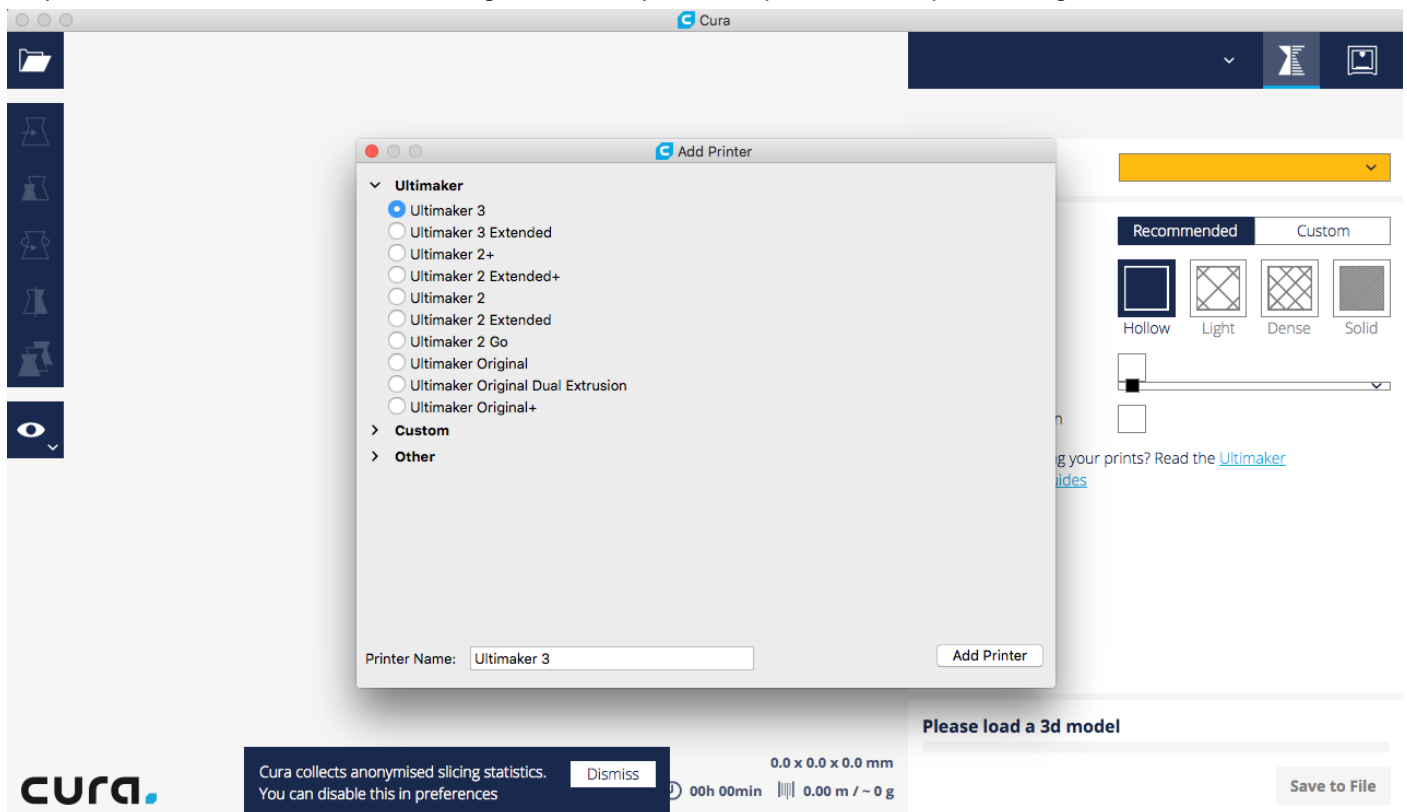 Cura
Add Printer
Ultimaker
Ultimaker 3
Ultimaker 3 Extended
Ultimaker 2+
Ultimaker 2 Extended+
Ultimaker 2
Ultimaker 2 Extended
Ultimaker 2 Go
Ultimaker Original
Ultimaker Original Dual Extrusion
Ultimaker Original+
Custom
Other
Printer Name: Ultimaker 3 Add Printer
Recommended Custom
Hollow Light Dense Solid
your prints? Read the Ultimaker
Please load a 3d model
0.0 x 0.0 x 0.0 mm
00h 00min 0.00 m / ~ 0 g
Save to File
Cura collects anonymised slicing statistics. Dismiss
You can disable this in preferences
cura.